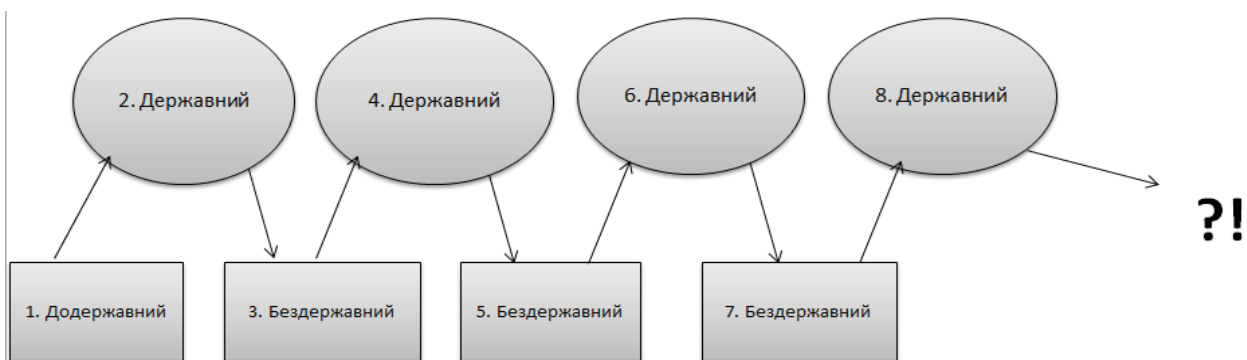 2. Державний
4. Державний
6. Державний
8. Державний
?!
1. Додержавний
3. Бездержавний
5. Бездержавний
7. Бездержавний